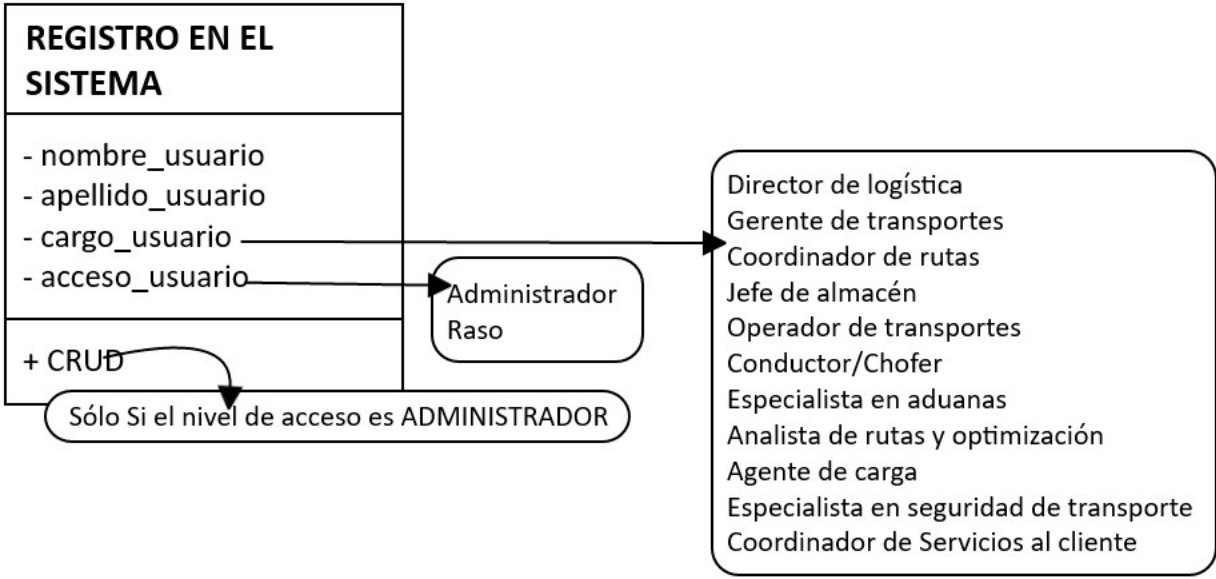 REGISTRO EN EL
SISTEMA
- nombre_usuario
- apellido_usuario
- cargo_usuario
- acceso_usuario
+ CRUD
Sólo Si el nivel de acceso es ADMINISTRADOR
Administrador
Raso
Director de logística
Gerente de transportes
Coordinador de rutas
Jefe de almacén
Operador de transportes
Conductor/Chofer
Especialista en aduanas
Analista de rutas y optimización
Agente de carga
Especialista en seguridad de transporte
Coordinador de Servicios al cliente